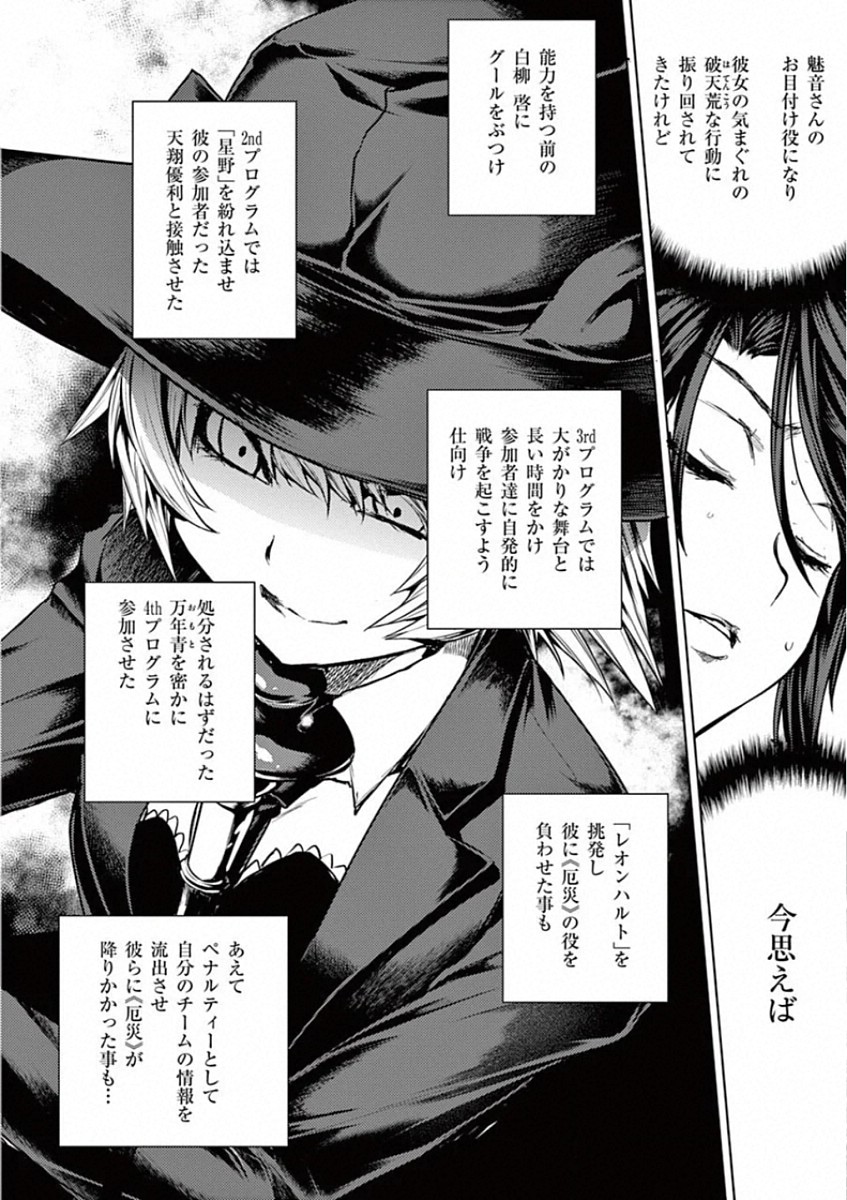 魅音さんの
お目付け役になり
彼女の気まぐれの
破天荒な行動に
はてんこう
振り回されて
きたけれど
今思えば
能力を持つ前の
白柳 啓に
グールをぶつけ
2ndプログラムでは
「星野」を紛れ込ませ
彼の参加者だった
天翔優利と接触させた
3rdプログラムでは
大がかりな舞台と
長い時間をかけ
参加者達に自発的に
戦争を起こすよう
仕向け
処分されるはずだった
万年青を密かに
おもと
4thプログラムに
参加させた
「レオンハルト」を
挑発し
彼に《厄災》の役を
負わせた事も
あえて
ペナルティーとして
自分のチームの情報を
流出させ
彼らに《厄災》が
降りかかった事も…